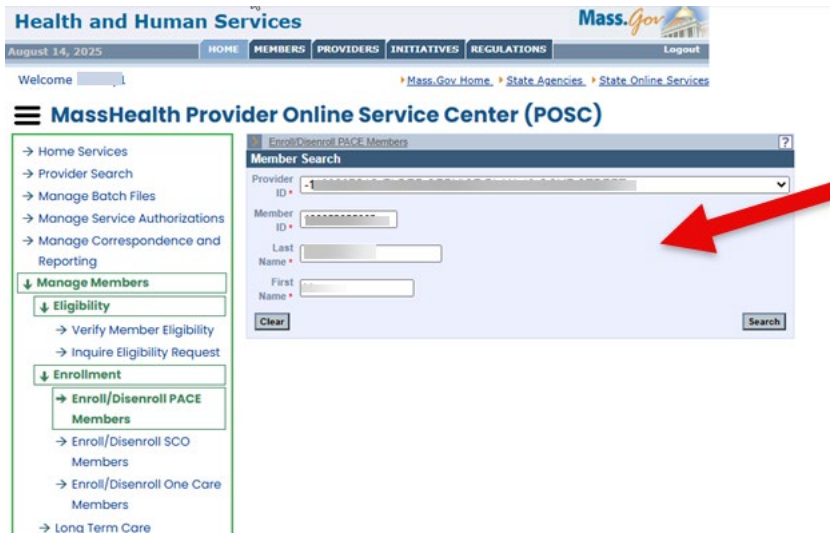 Health and Human Services
Mass.Gov
August 14, 2025
HOME MEMBERS PROVIDERS INITIATIVES REGULATIONS
Logout
Welcome
Mass.Gov Home State Agencies State Online Services
MassHealth Provider Online Service Center (POSC)
Home Services
Provider Search
Manage Batch Files
Manage Service Authorizations
Manage Correspondence and
Reporting
Manage Members
Eligibility
Verify Member Eligibility
Inquire Eligibility Request
Enrollment
Enroll/Disenroll PACE
Members
Enroll/Disenroll SCO
Members
Enroll/Disenroll One Care
Members
Long Term Care
Enroll/Disenroll PACE Members ?
Member Search
Provider
ID *
Member
ID *
Last
Name *
First
Name *
Clear Search